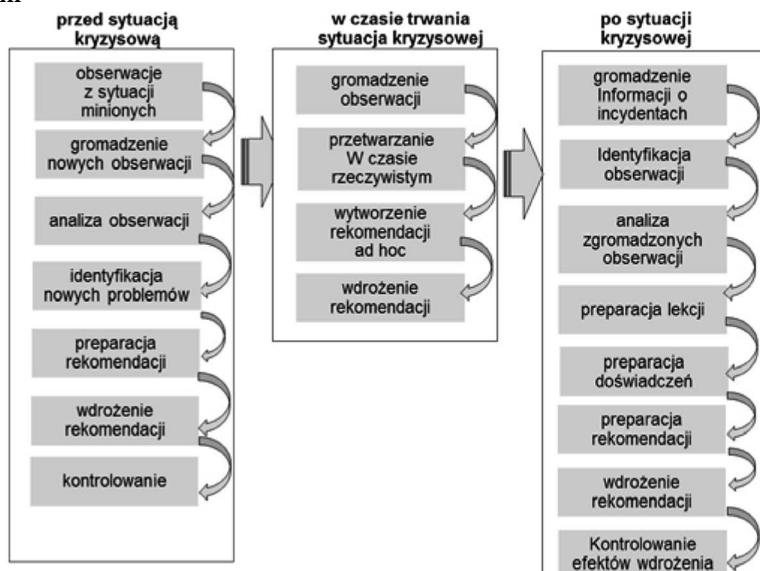 przed sytuacją
kryzysową
obserwacje
z sytuacji
minionych
gromadzenie
nowych obserwacji
analiza obserwacji
identyfikacja
nowych problemów
preparacja
rekomendacji
wdrożenie
rekomendacji
kontrolowanie
w czasie trwania
sytuacja kryzysowej
gromadzenie
obserwacji
przetwarzanie
W czasie
rzeczywistym
wytworzenie
rekomendacji
ad hoc
wdrożenie
rekomendacji
po sytuacji
kryzysowej
gromadzenie
Informacji o
incydentach
Identyfikacja
obserwacji
analiza
zgromadzonych
obserwacji
preparacja lekcji
preparacja
doświadczeń
preparacja
rekomendacji
wdrożenie
rekomendacji
Kontrolowanie
efektów wdrożenia